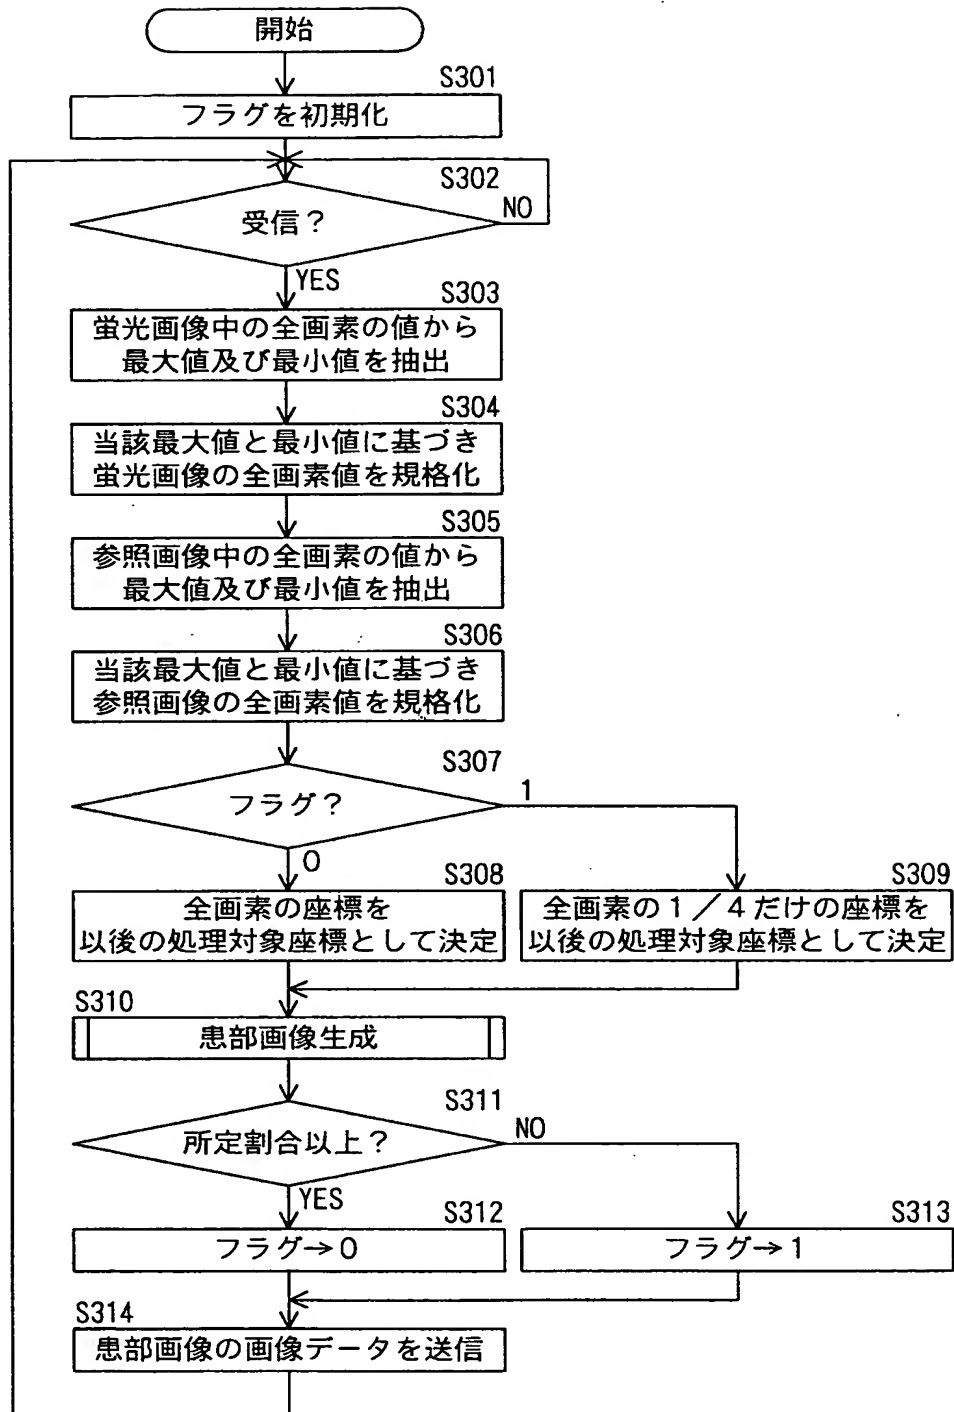 開始
S301
フラグを初期化
S302
受信？
NO
YES
S303
蛍光画像中の全画素の値から
最大値及び最小値を抽出
S304
当該最大値と最小値に基づき
蛍光画像の全画素値を規格化
S305
参照画像中の全画素の値から
最大値及び最小値を抽出
S306
当該最大値と最小値に基づき
参照画像の全画素値を規格化
S307
フラグ？
1
0
S308
全画素の座標を
以後の処理対象座標として決定
S309
全画素の１／４だけの座標を
以後の処理対象座標として決定
S310
患部画像生成
S311
所定割合以上？
NO
YES
S312
フラグ→０
S313
フラグ→１
S314
患部画像の画像データを送信